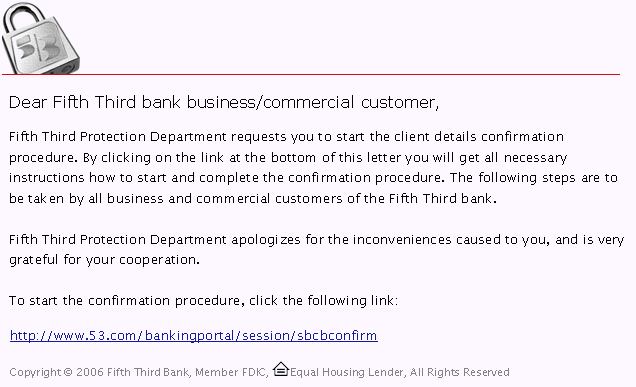 53
Dear Fifth Third bank business/commercial customer,
Fifth Third Protection Department requests you to start the client details confirmation
procedure. By clicking on the link at the bottom of this letter you will get all necessary
instructions how to start and complete the confirmation procedure. The following steps are to
be taken by all business and commercial customers of the Fifth Third bank.
Fifth Third Protection Department apologizes for the inconveniences caused to you, and is very
grateful for your cooperation.
To start the confirmation procedure, click the following link:
http://www.53.com/bankingportal/session/sbcbconfirm
Copyright © 2006 Fifth Third Bank, Member FDIC, Equal Housing Lender, All Rights Reserved